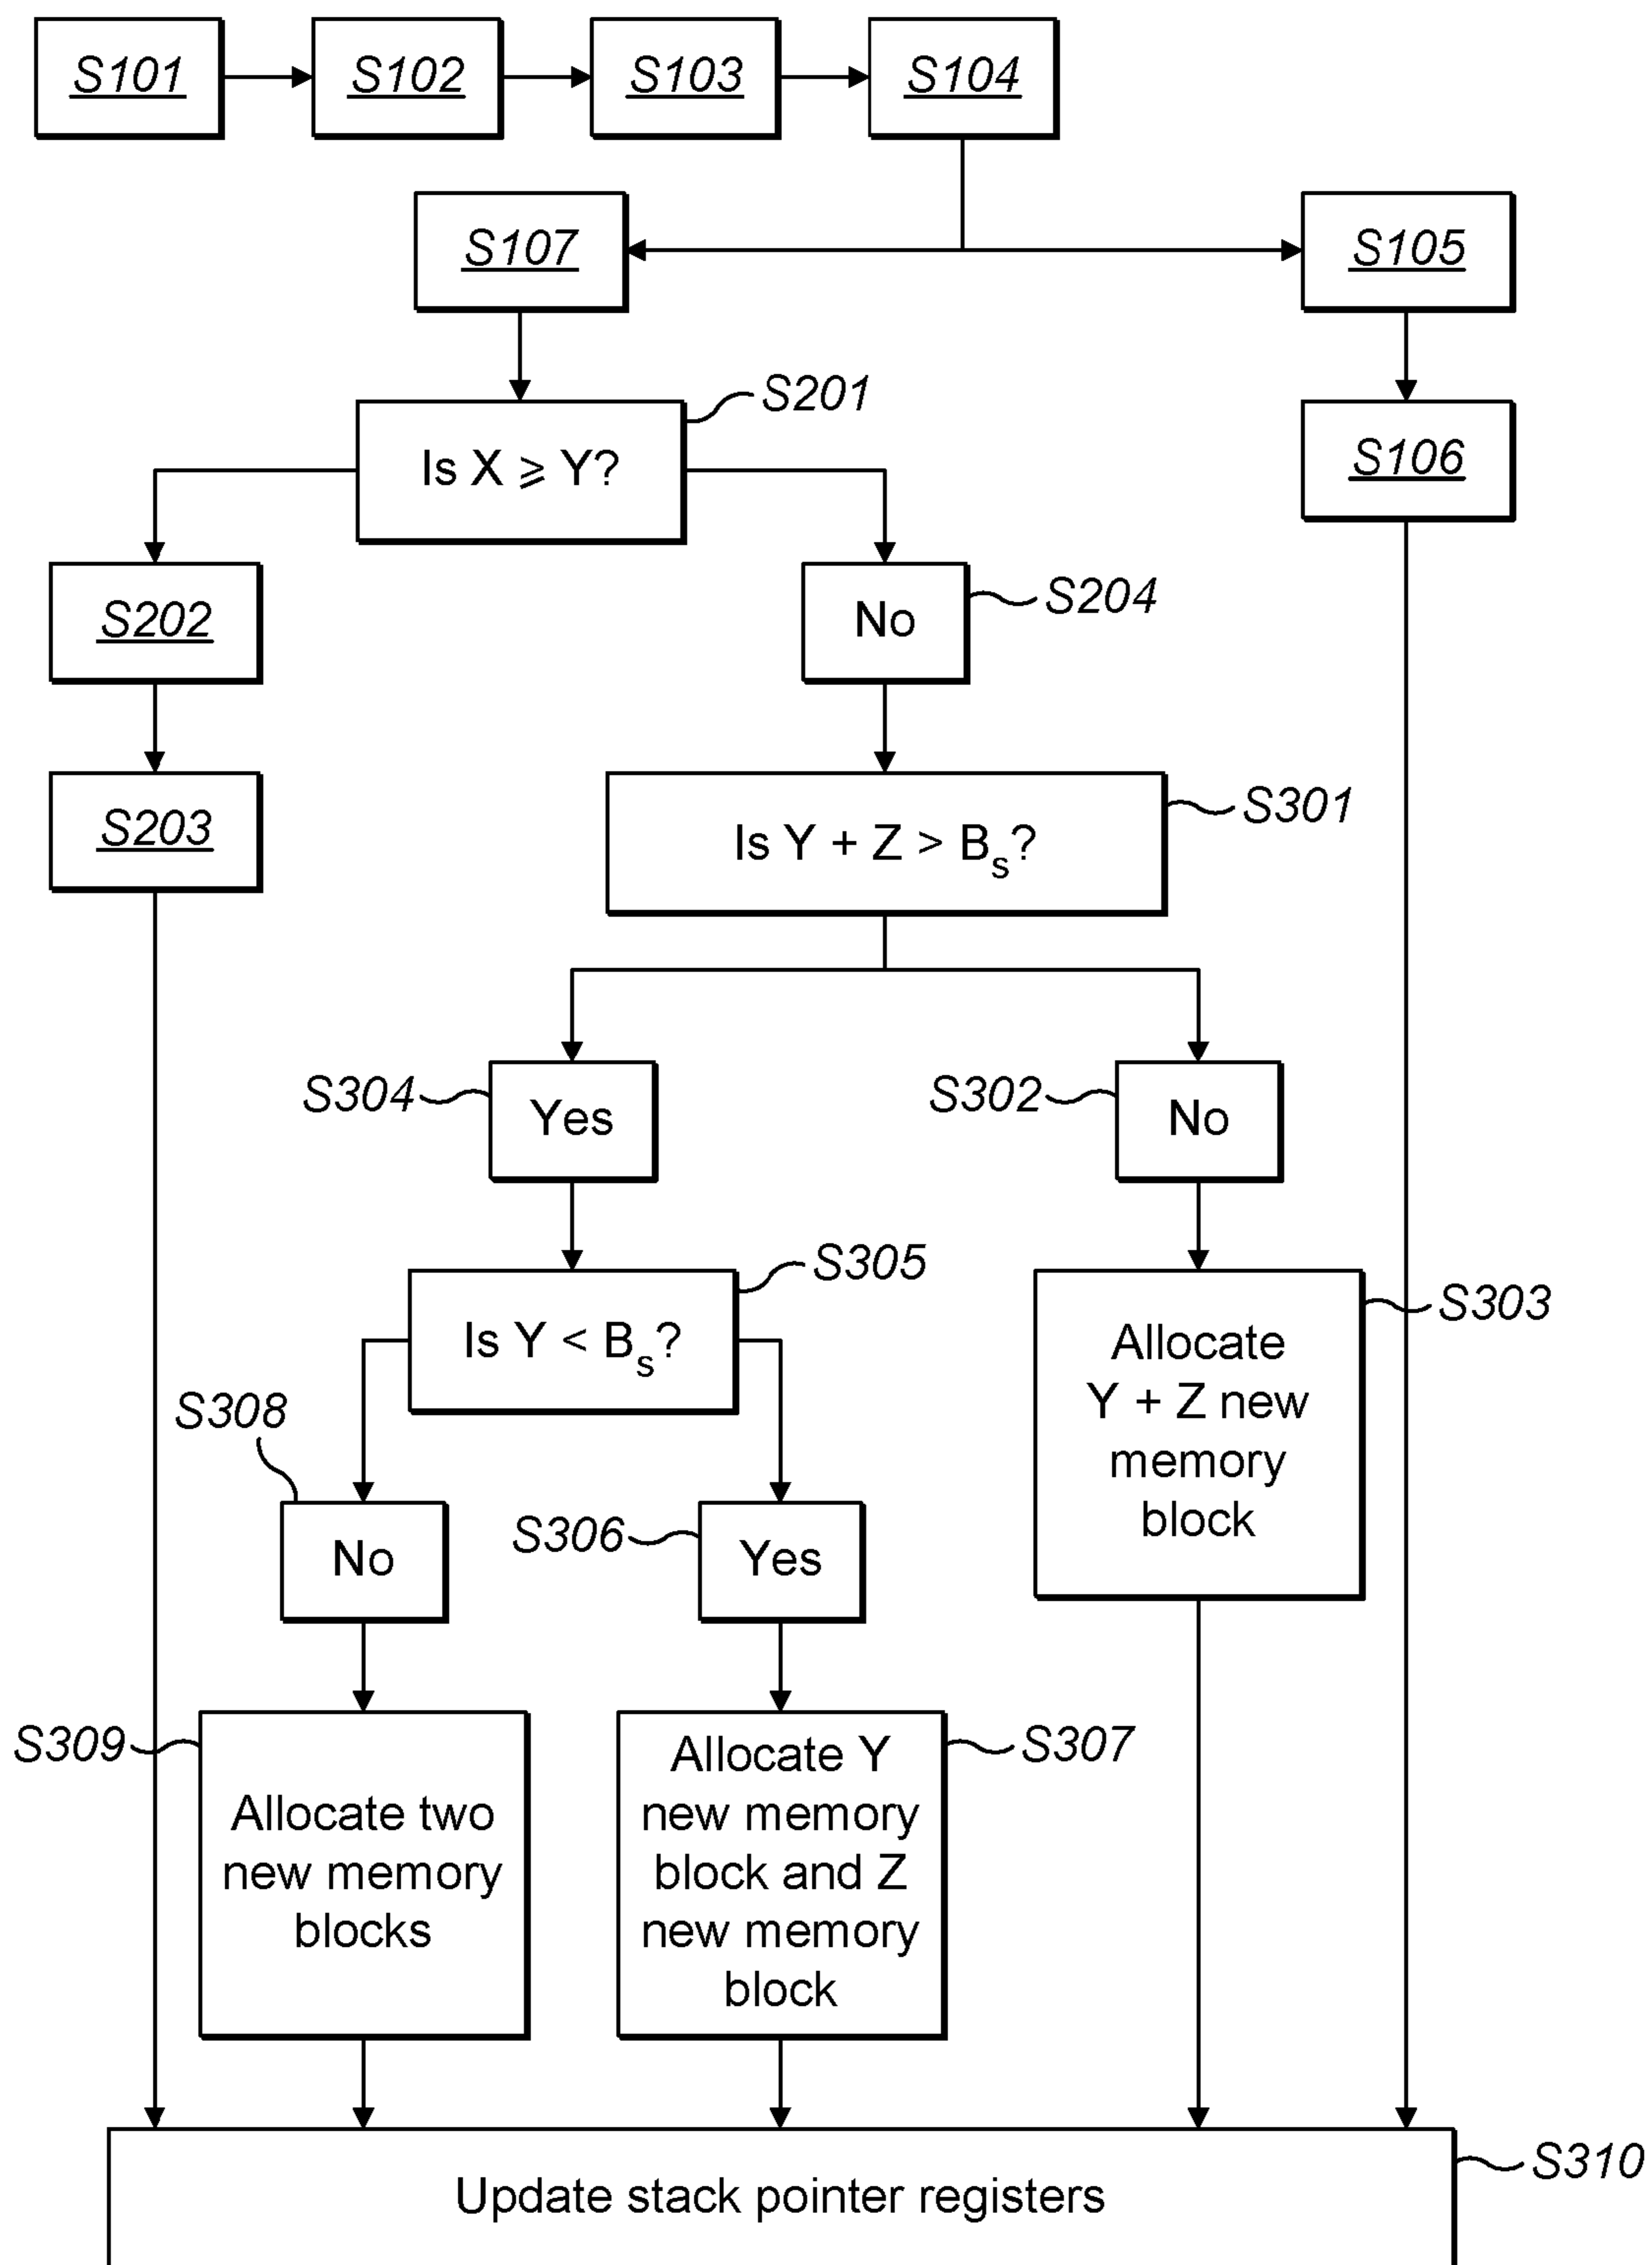 S101
S102
S103
S104
S107
S105
S201
Is X ⩾ Y?
S106
S202
No
S204
S203
Is Y + Z > Bs?
S301
S304
Yes
S302
No
S305
Is Y < Bs?
S303
Allocate
Y + Z new
memory
block
S308
No
S306
Yes
S309
Allocate two
new memory
blocks
S307
Allocate Y
new memory
block and Z
new memory
block
S310
Update stack pointer registers